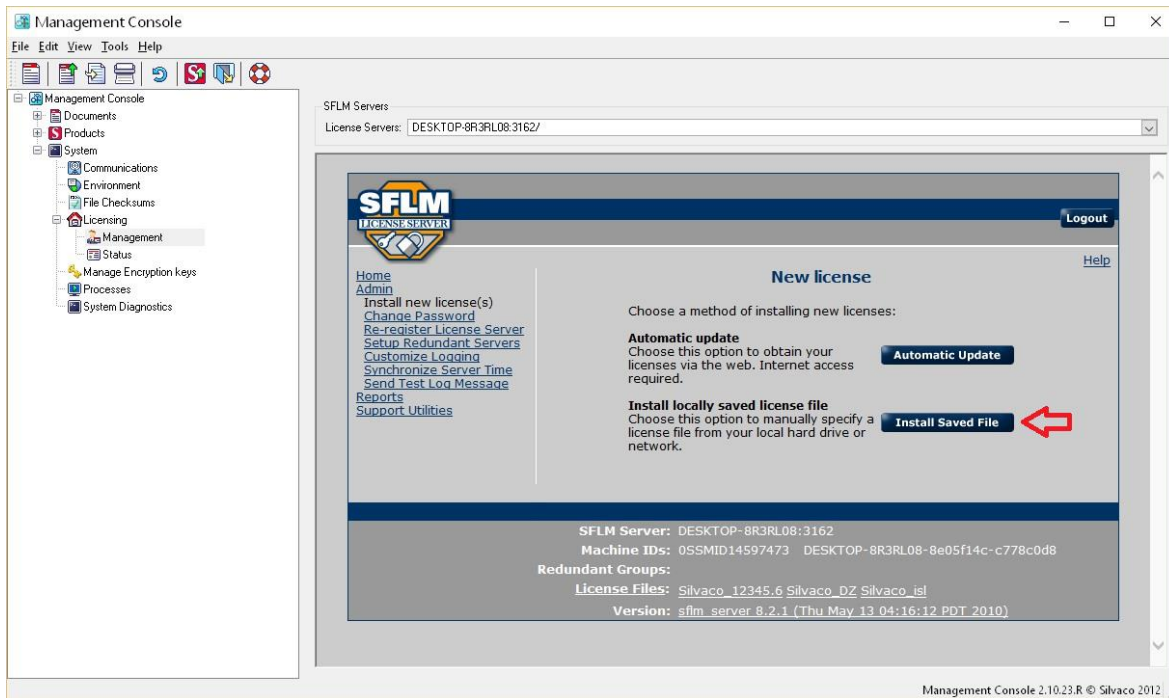 Management Console
File Edit View Tools Help
Management Console
Documents
Products
System
Communications
Environment
File Checksums
Licensing
Management
Status
Manage Encryption keys
Processes
System Diagnostics
SFLM Servers
License Servers: DESKTOP-8R3RL08:3162/
SFLM
LICENSE SERVER
Logout
Help
Home
Admin
Install new license(s)
Change Password
Re-register License Server
Setup Redundant Servers
Customize Logging
Synchronize Server Time
Send Test Log Message
Reports
Support Utilities
New license
Choose a method of installing new licenses:
Automatic update
Choose this option to obtain your
licenses via the web. Internet access
required.
Automatic Update
Install locally saved license file
Choose this option to manually specify a
license file from your local hard drive or
network.
Install Saved File
SFLM Server: DESKTOP-8R3RL08:3162
Machine IDs: 0SSMID14597473 DESKTOP-8R3RL08-8e05f14c-c778c0d8
Redundant Groups:
License Files: Silvaco_12345.6 Silvaco_DZ Silvaco_isl
Version: sflm server 8.2.1 (Thu May 13 04:16:12 PDT 2010)
Management Console 2.10.23.R © Silvaco 2012